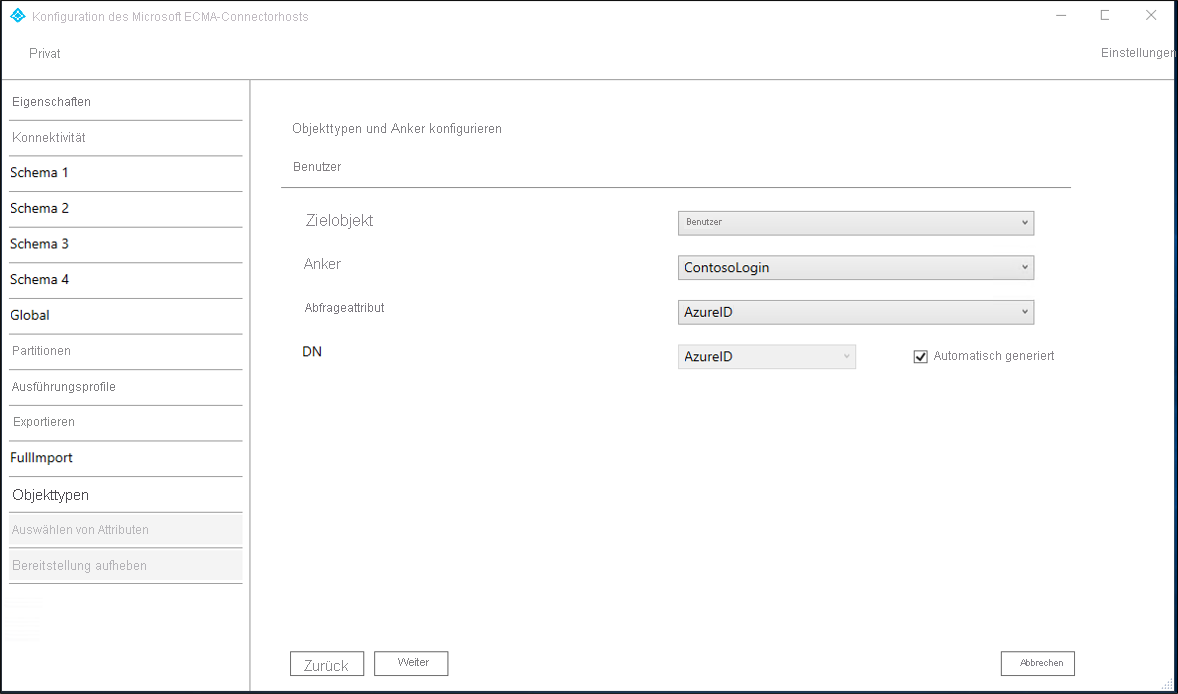 Konfiguration des Microsoft ECMA-Connectorhosts
Privat
Einstellungen
Eigenschaften
Konnektivität
Schema 1
Schema 2
Schema 3
Schema 4
Global
Partitionen
Ausführungsprofile
Exportieren
FullImport
Objekttypen
Auswählen von Attributen
Bereitstellung aufheben
Objekttypen und Anker konfigurieren
Benutzer
Zielobjekt Benutzer
Anker ContosoLogin
Abfrageattribut AzureID
DN AzureID Automatisch generiert
Zurück Weiter Abbrechen